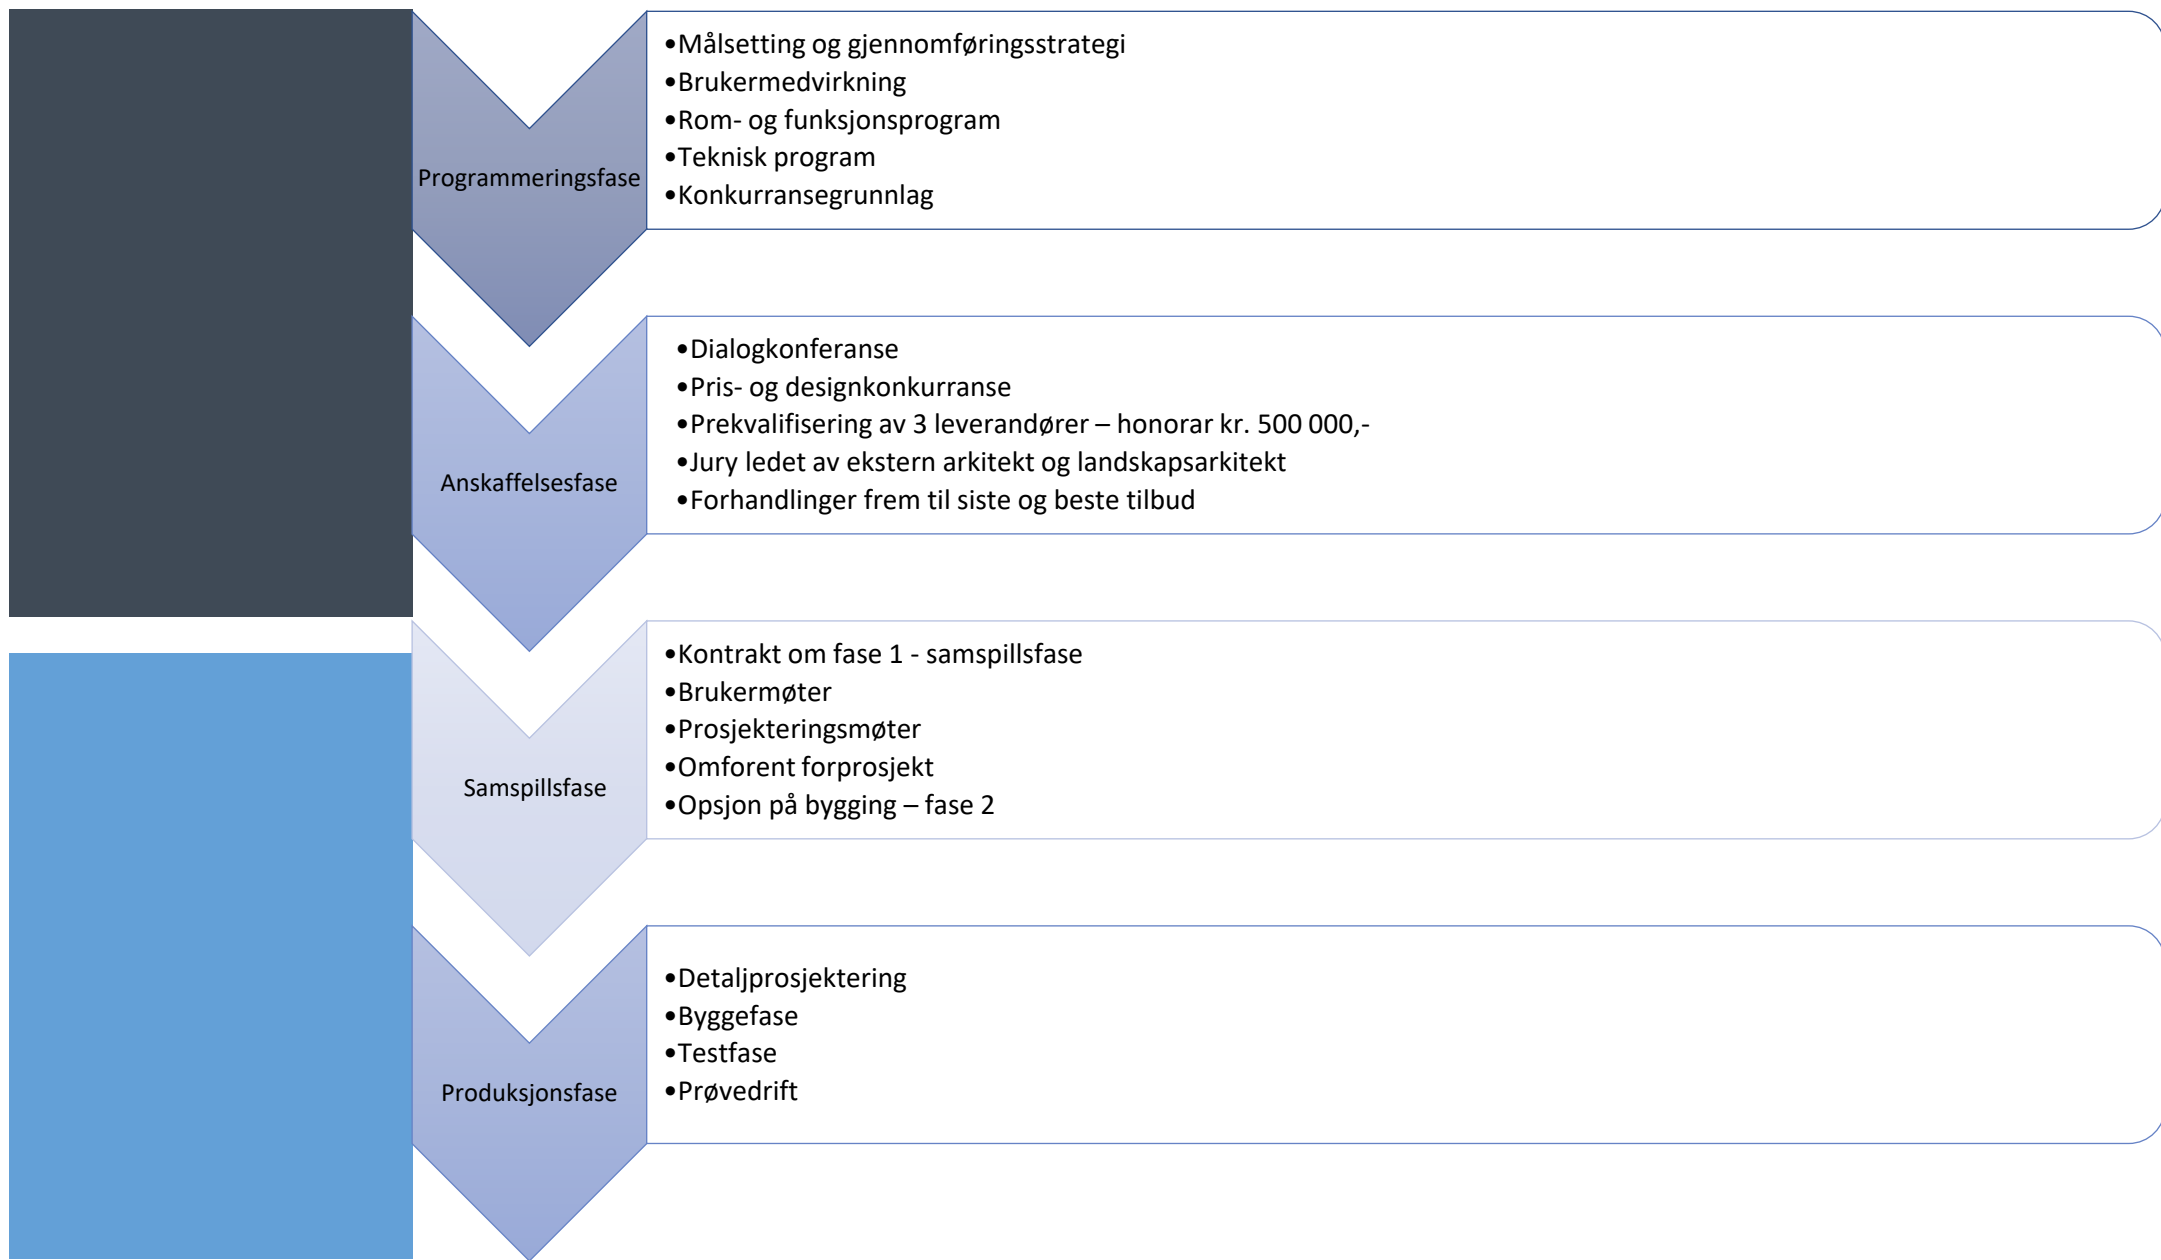 Programmeringsfase
•Målsetting og gjennomføringsstrategi
•Brukermedvirkning
•Rom- og funksjonsprogram
•Teknisk program
•Konkurransegrunnlag
Anskaffelsesfase
•Dialogkonferanse
•Pris- og designkonkurranse
•Prekvalifisering av 3 leverandører – honorar kr. 500 000,-
•Jury ledet av ekstern arkitekt og landskapsarkitekt
•Forhandlinger frem til siste og beste tilbud
Samspillsfase
•Kontrakt om fase 1 - samspillsfase
•Brukermøter
•Prosjekteringsmøter
•Omforent forprosjekt
•Opsjon på bygging – fase 2
Produksjonsfase
•Detaljprosjektering
•Byggefase
•Testfase
•Prøvedrift